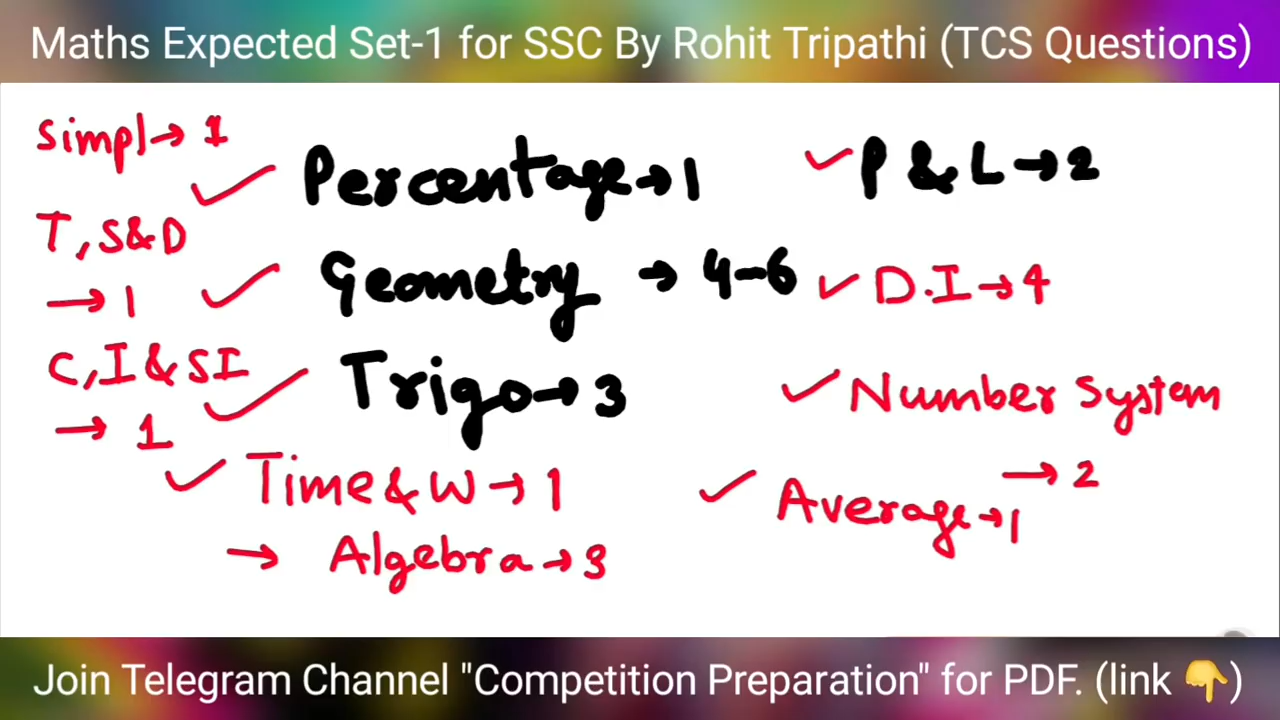 Maths Expected Set-1 for SSC By Rohit Tripathi (TCS Questions)
Simpl → 1
Percentage → 1
P & L → 2
T, S & D
→ 1
Geometry → 4-6
D.I → 4
C, I & SI
→ 1
Trigo → 3
Number System
→ 2
Time & W → 1
Average → 1
→ Algebra → 3
Join Telegram Channel "Competition Preparation" for PDF. (link 👇)